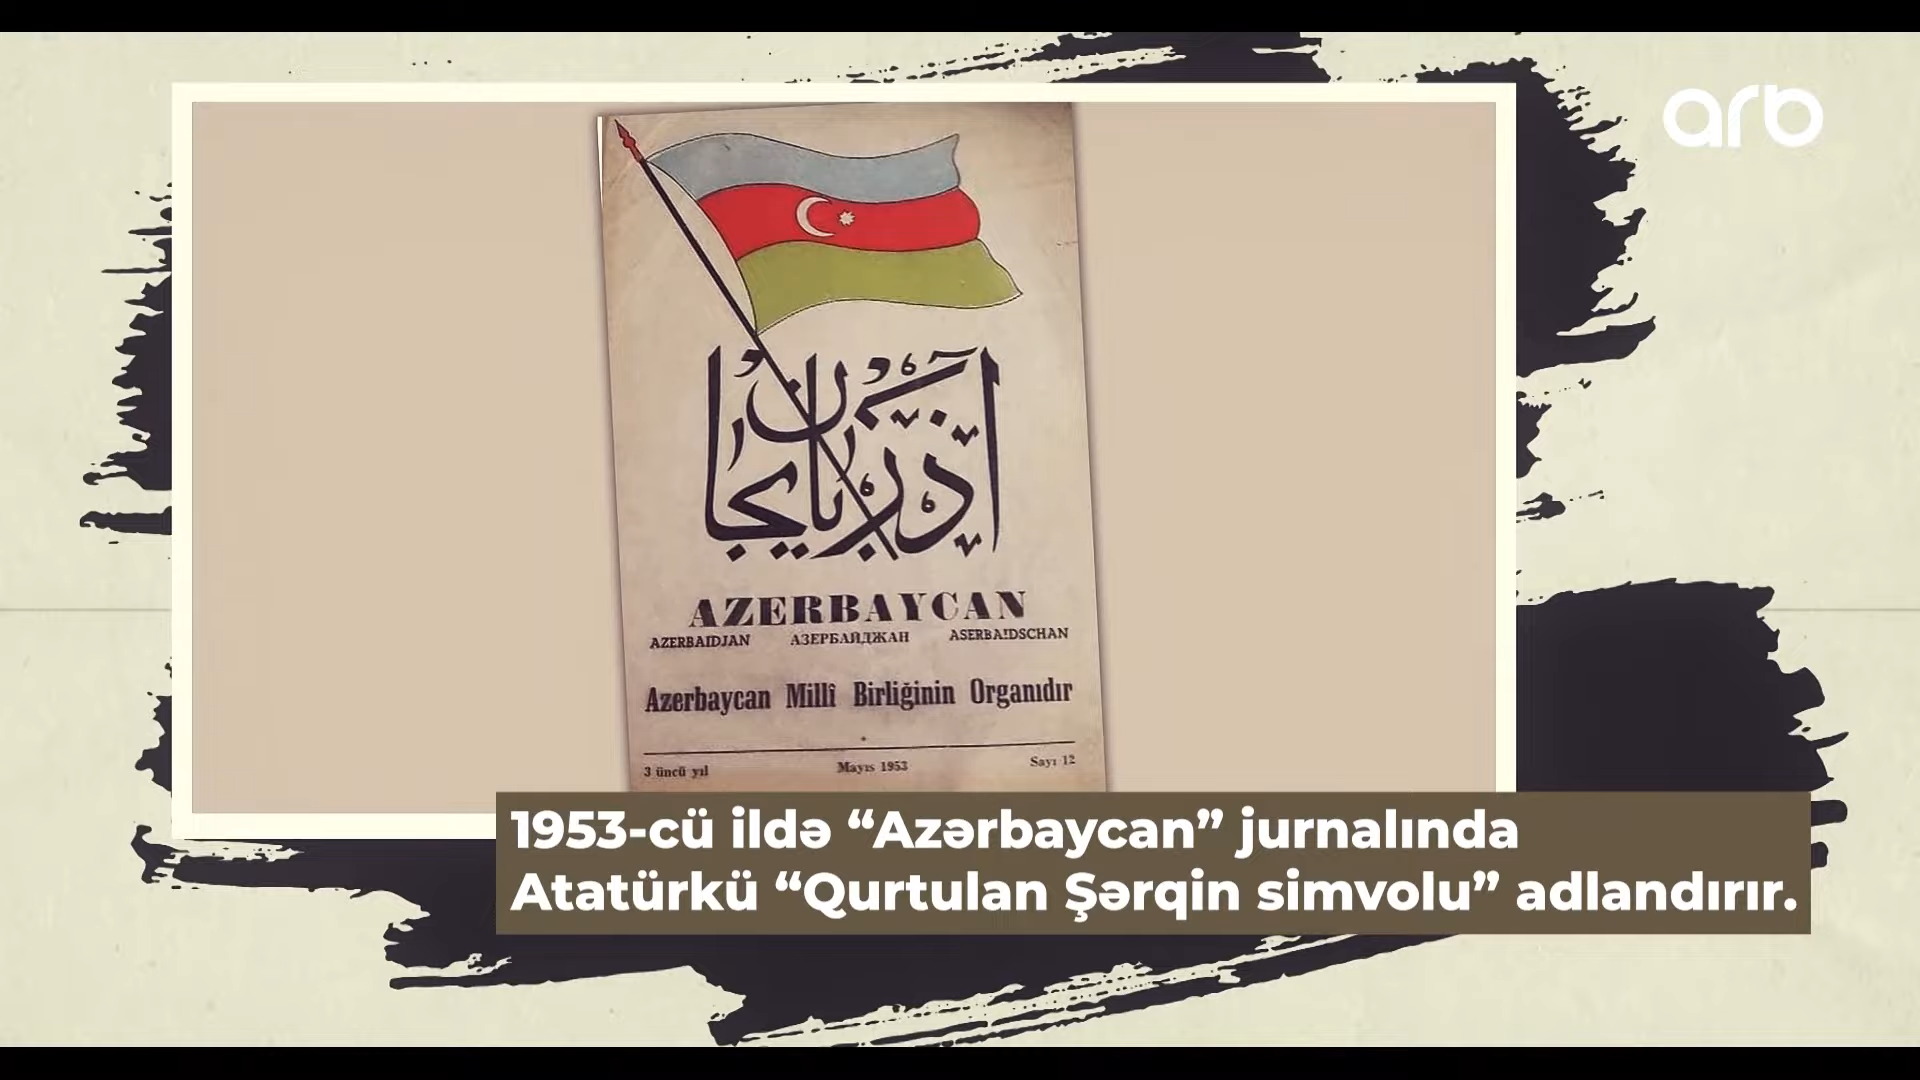 arb
آذربایجان
AZERBAYCAN
AZERBAIDJAN АЗЕРБАЙДЖАН ASERBAIDSCHAN
Azerbaycan Millî Birliğinin Organıdır
3 üncü yıl Mayıs 1953 Sayı 12
1953-cü ildə “Azərbaycan” jurnalında
Atatürkü “Qurtulan Şərqin simvolu” adlandırır.